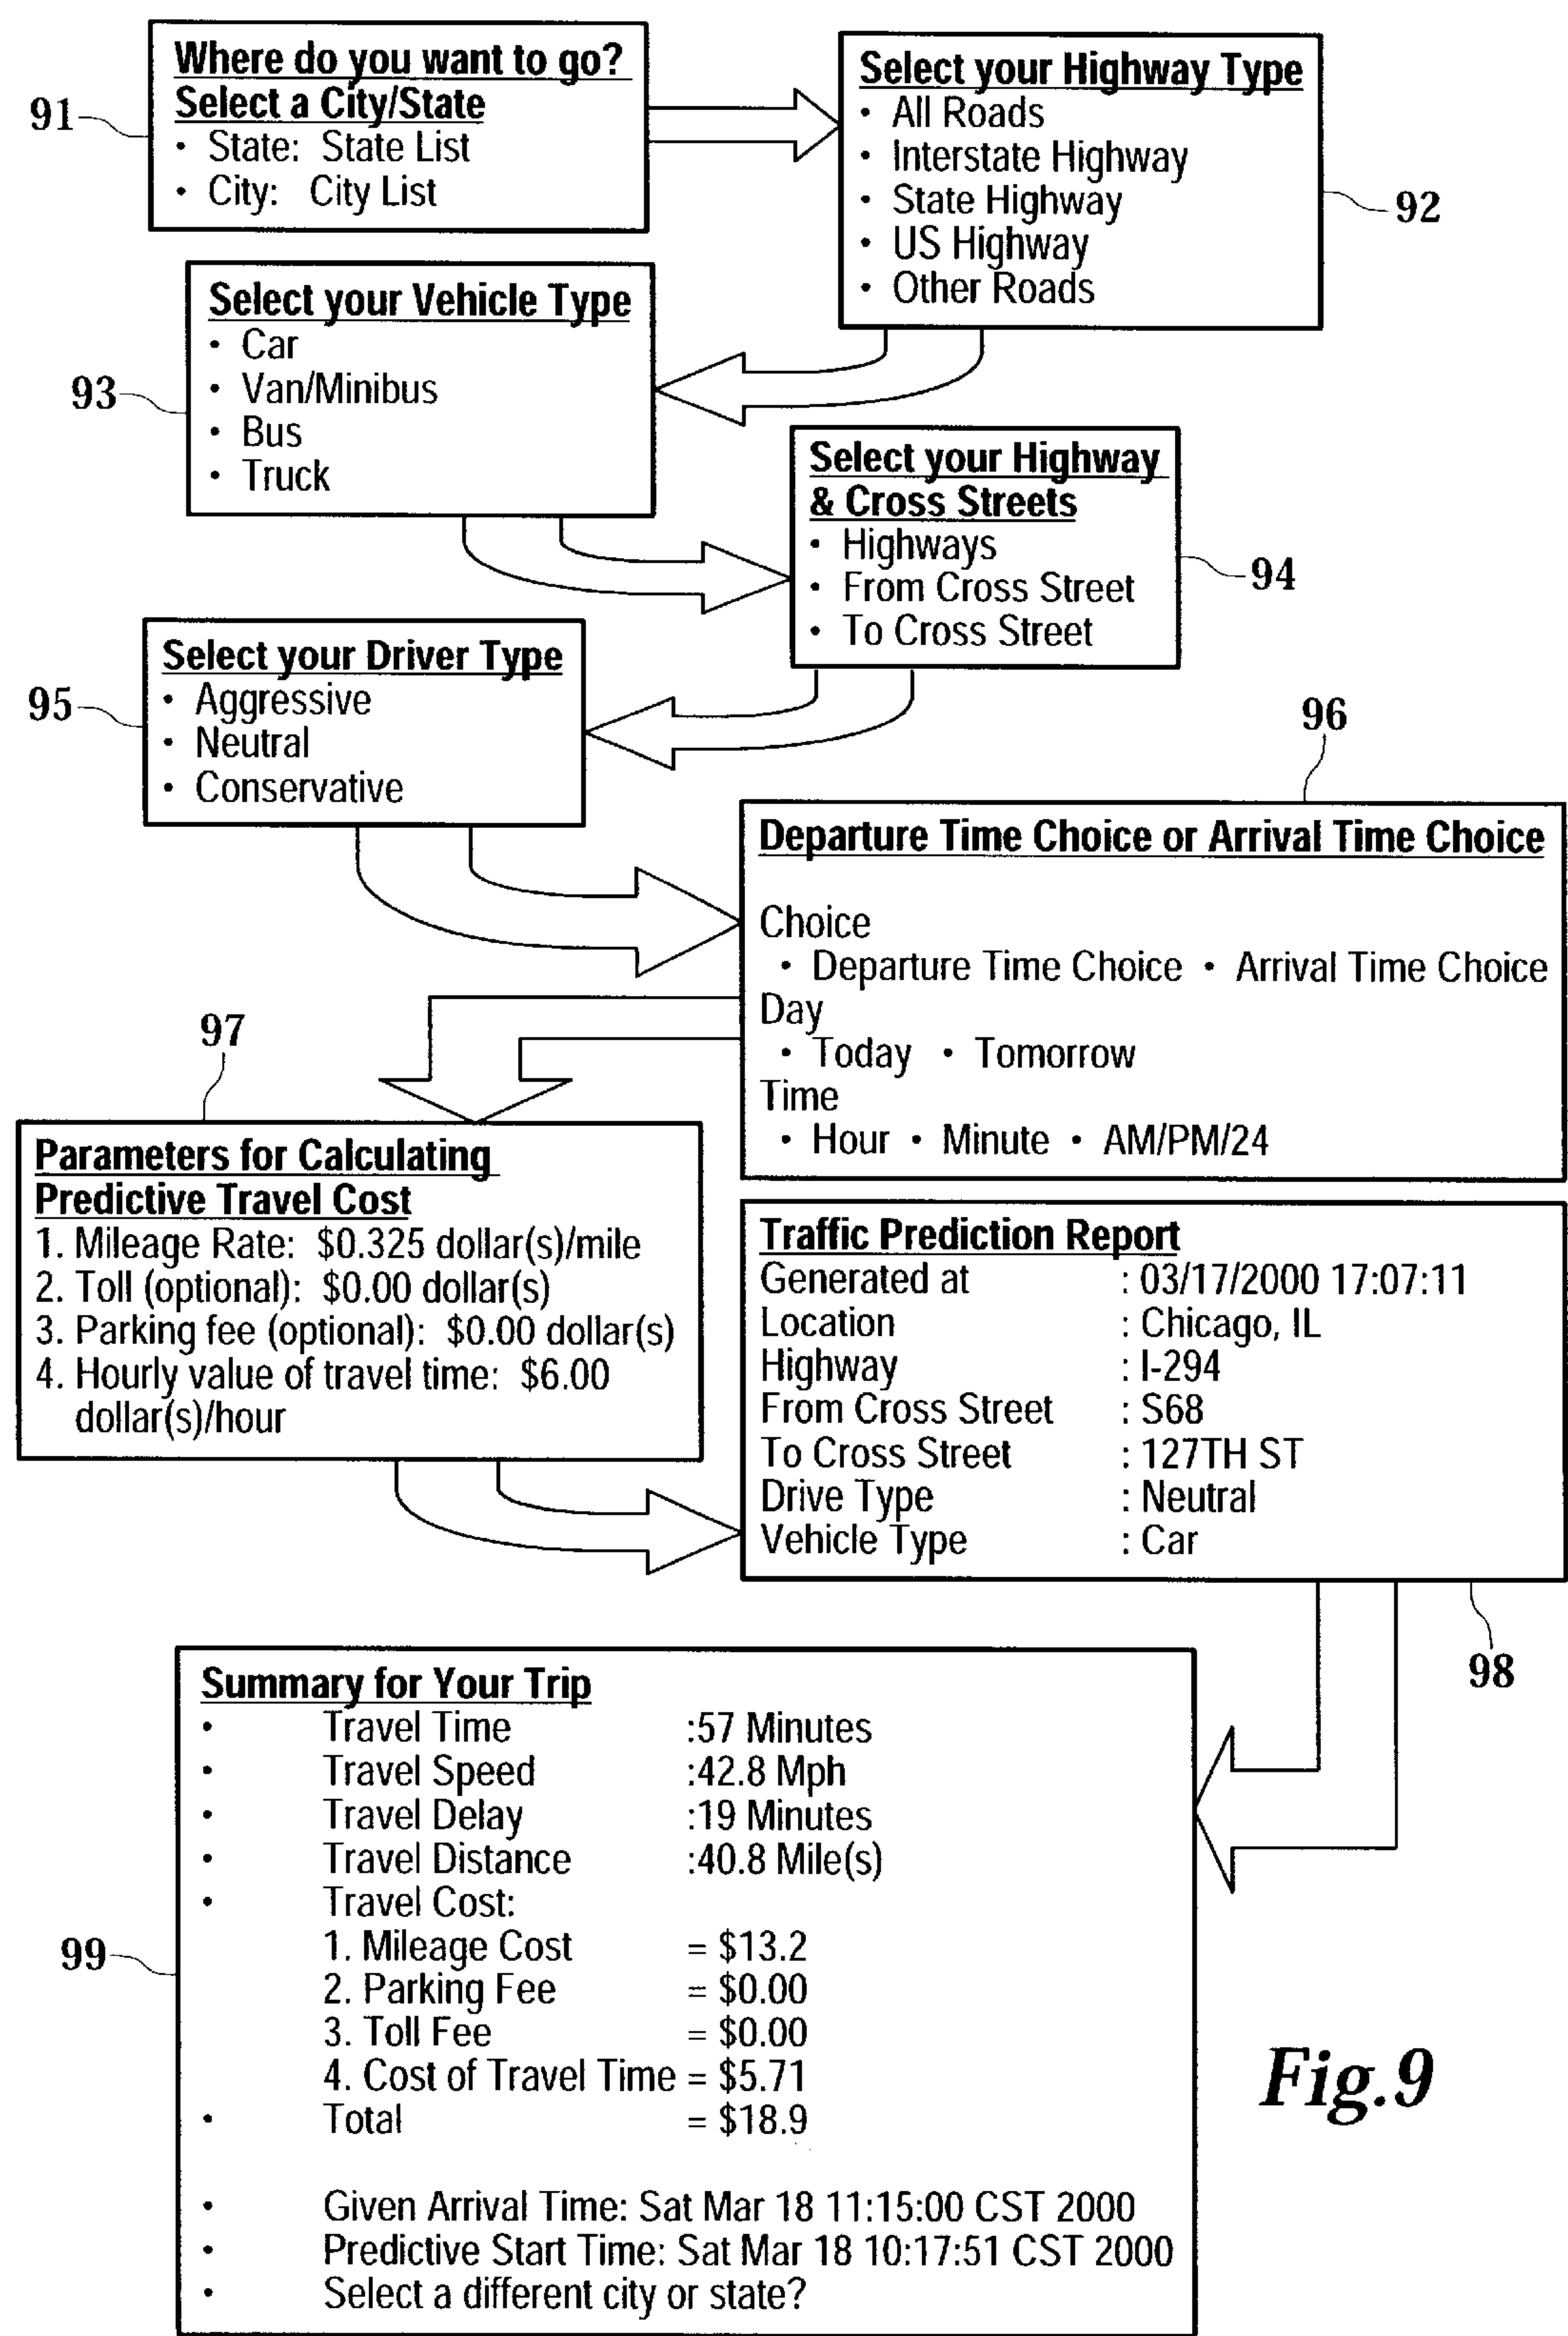 Where do you want to go?
Select a City/State
• State: State List
• City: City List
91
Select your Highway Type
• All Roads
• Interstate Highway
• State Highway
• US Highway
• Other Roads
92
Select your Vehicle Type
• Car
• Van/Minibus
• Bus
• Truck
93
Select your Highway
& Cross Streets
• Highways
• From Cross Street
• To Cross Street
94
Select your Driver Type
• Aggressive
• Neutral
• Conservative
95
96
Departure Time Choice or Arrival Time Choice
Choice
• Departure Time Choice • Arrival Time Choice
Day
• Today • Tomorrow
Time
• Hour • Minute • AM/PM/24
97
Parameters for Calculating
Predictive Travel Cost
1. Mileage Rate: $0.325 dollar(s)/mile
2. Toll (optional): $0.00 dollar(s)
3. Parking fee (optional): $0.00 dollar(s)
4. Hourly value of travel time: $6.00
dollar(s)/hour
Traffic Prediction Report
Generated at : 03/17/2000 17:07:11
Location : Chicago, IL
Highway : I-294
From Cross Street : S68
To Cross Street : 127TH ST
Drive Type : Neutral
Vehicle Type : Car
98
Summary for Your Trip
• Travel Time :57 Minutes
• Travel Speed :42.8 Mph
• Travel Delay :19 Minutes
• Travel Distance :40.8 Mile(s)
• Travel Cost:
1. Mileage Cost = $13.2
2. Parking Fee = $0.00
3. Toll Fee = $0.00
4. Cost of Travel Time = $5.71
• Total = $18.9
• Given Arrival Time: Sat Mar 18 11:15:00 CST 2000
• Predictive Start Time: Sat Mar 18 10:17:51 CST 2000
• Select a different city or state?
99
Fig.9